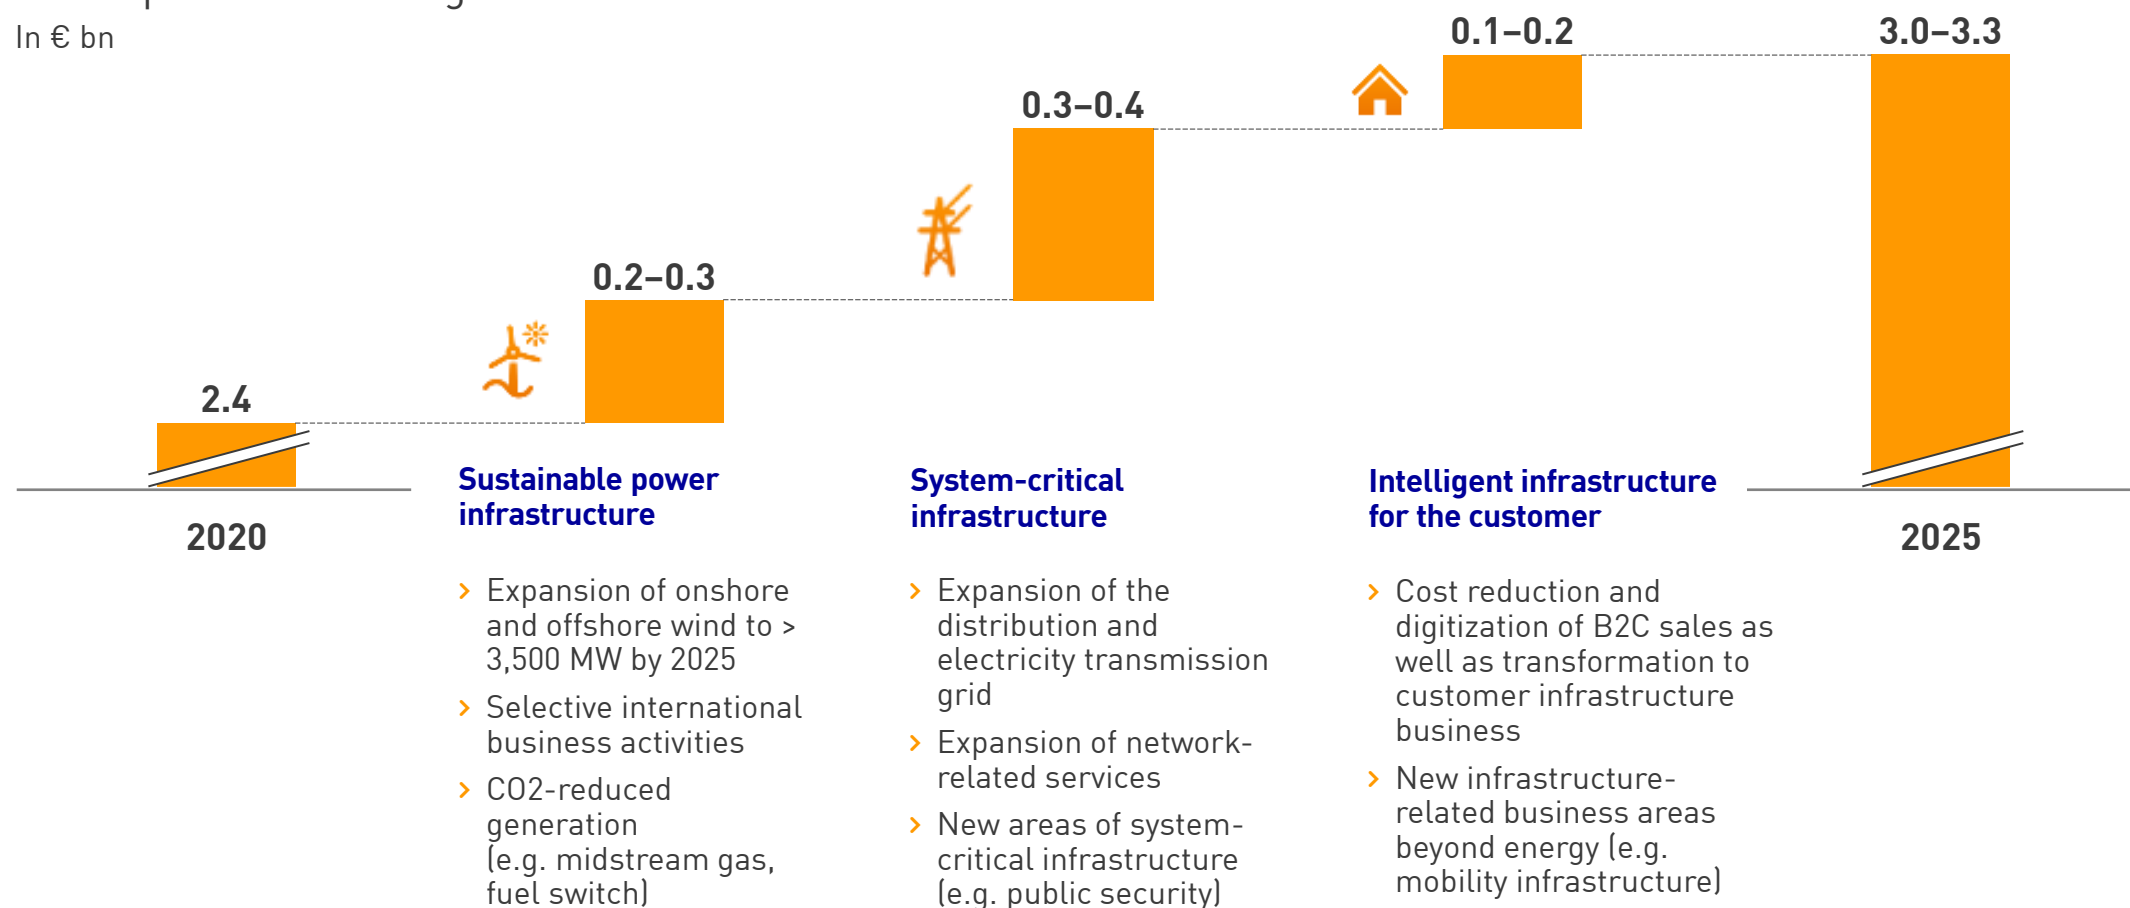 In € bn
2.4
0.2–0.3
0.3–0.4
0.1–0.2
3.0–3.3
2020
Sustainable power
infrastructure
> Expansion of onshore
and offshore wind to >
3,500 MW by 2025
> Selective international
business activities
> CO2-reduced
generation
(e.g. midstream gas,
fuel switch)
System-critical
infrastructure
> Expansion of the
distribution and
electricity transmission
grid
> Expansion of network-
related services
> New areas of system-
critical infrastructure
(e.g. public security)
Intelligent infrastructure
for the customer
> Cost reduction and
digitization of B2C sales as
well as transformation to
customer infrastructure
business
> New infrastructure-
related business areas
beyond energy (e.g.
mobility infrastructure)
2025